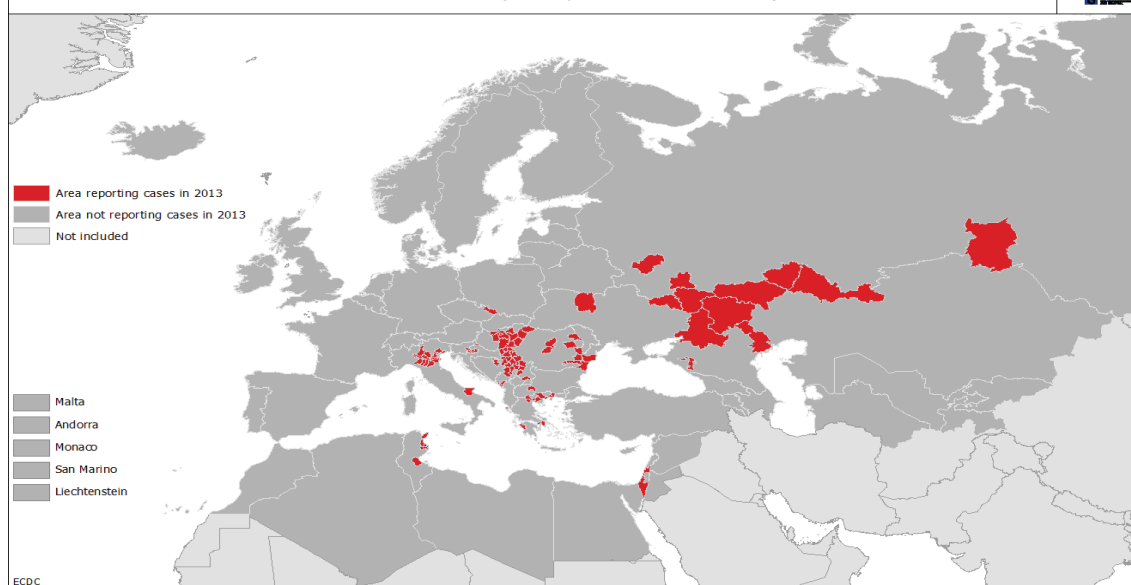 Area reporting cases in 2013
Area not reporting cases in 2013
Not included
Malta
Andorra
Monaco
San Marino
Liechtenstein
ECDC